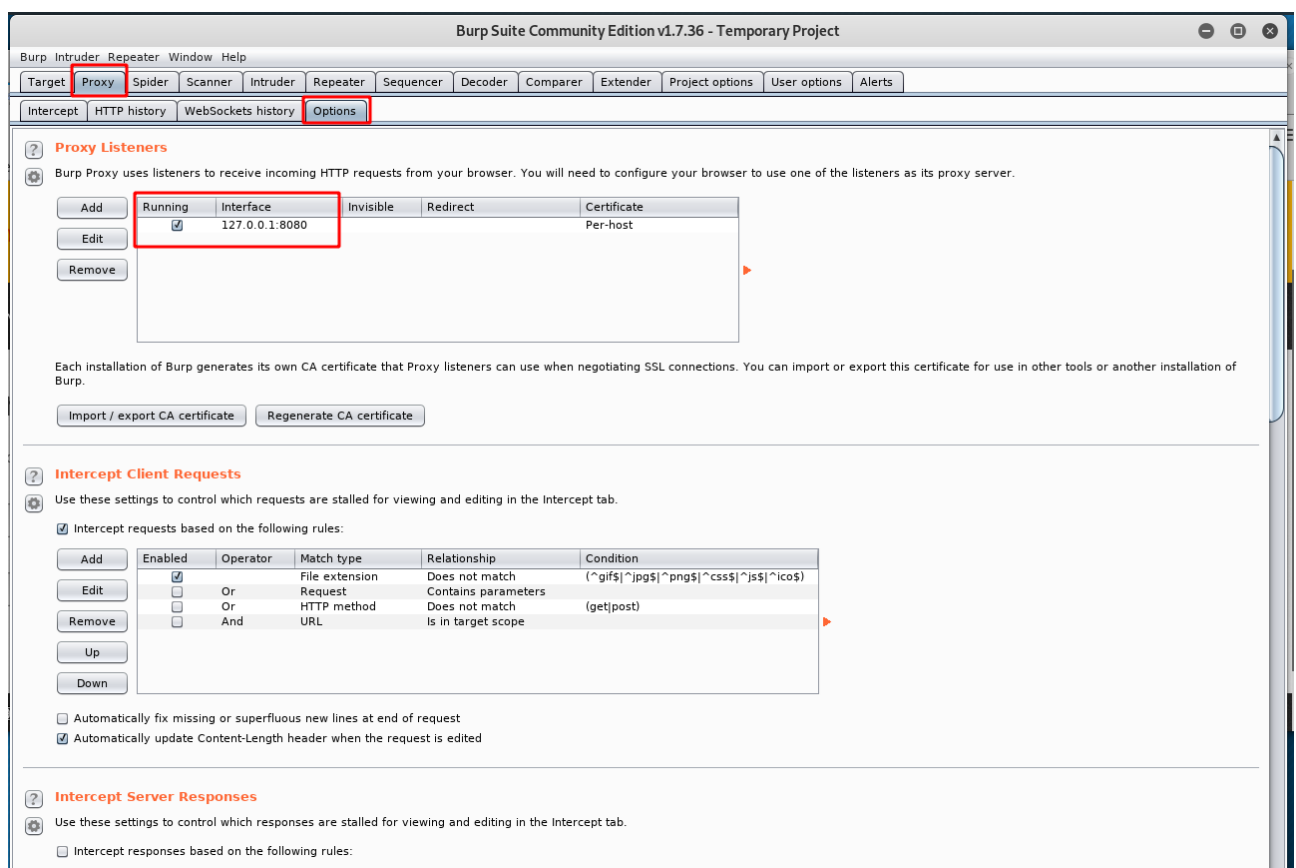 Burp Suite Community Edition v1.7.36 - Temporary Project
Burp Intruder Repeater Window Help
Target Proxy Spider Scanner Intruder Repeater Sequencer Decoder Comparer Extender Project options User options Alerts
Intercept HTTP history WebSockets history Options
? Proxy Listeners
Burp Proxy uses listeners to receive incoming HTTP requests from your browser. You will need to configure your browser to use one of the listeners as its proxy server.
Add Running Interface Invisible Redirect Certificate
127.0.0.1:8080 Per-host
Edit
Remove
Each installation of Burp generates its own CA certificate that Proxy listeners can use when negotiating SSL connections. You can import or export this certificate for use in other tools or another installation of
Burp.
Import / export CA certificate Regenerate CA certificate
? Intercept Client Requests
Use these settings to control which requests are stalled for viewing and editing in the Intercept tab.
Intercept requests based on the following rules:
Add Enabled Operator Match type Relationship Condition
File extension Does not match (^gif$|^jpg$|^png$|^css$|^js$|^ico$)
Edit Or Request Contains parameters
Or HTTP method Does not match (get|post)
Remove And URL Is in target scope
Up
Down
Automatically fix missing or superfluous new lines at end of request
Automatically update Content-Length header when the request is edited
? Intercept Server Responses
Use these settings to control which responses are stalled for viewing and editing in the Intercept tab.
Intercept responses based on the following rules: